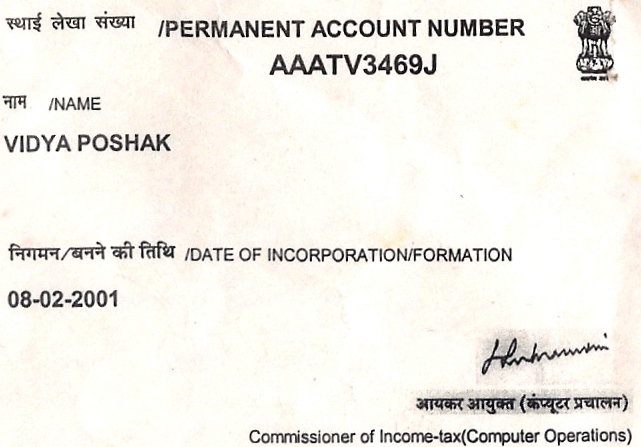 स्थाई लेखा संख्या /PERMANENT ACCOUNT NUMBER
AAATV3469J
नाम /NAME
VIDYA POSHAK
निगमन/बनने की तिथि /DATE OF INCORPORATION/FORMATION
08-02-2001
आयकर आयुक्त (कंप्यूटर प्रचालन)
Commissioner of Income-tax(Computer Operations)